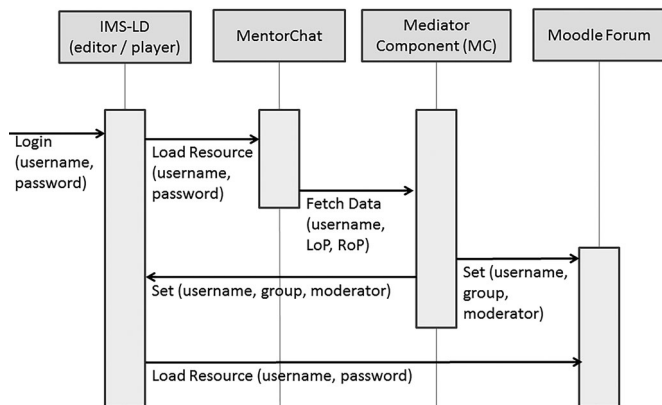 IMS-LD
(editor / player)
MentorChat
Mediator
Component (MC)
Moodle Forum
Login
(username,
password)
Load Resource
(username,
password)
Fetch Data
(username,
LoP, RoP)
Set (username,
group,
moderator)
Set (username, group, moderator)
Load Resource (username, password)